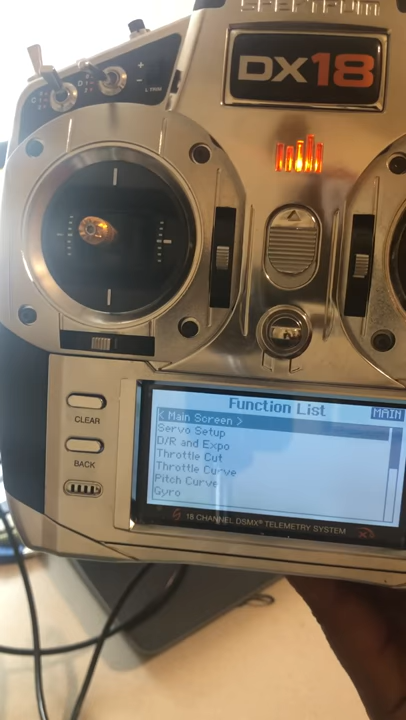 SPEKTRUM
DX18
L TRIM
Function List
MAIN
< Main Screen >
Servo Setup
D/R and Expo
Throttle Cut
Throttle Curve
Pitch Curve
Gyro
CLEAR
BACK
18 CHANNEL DSMX® TELEMETRY SYSTEM